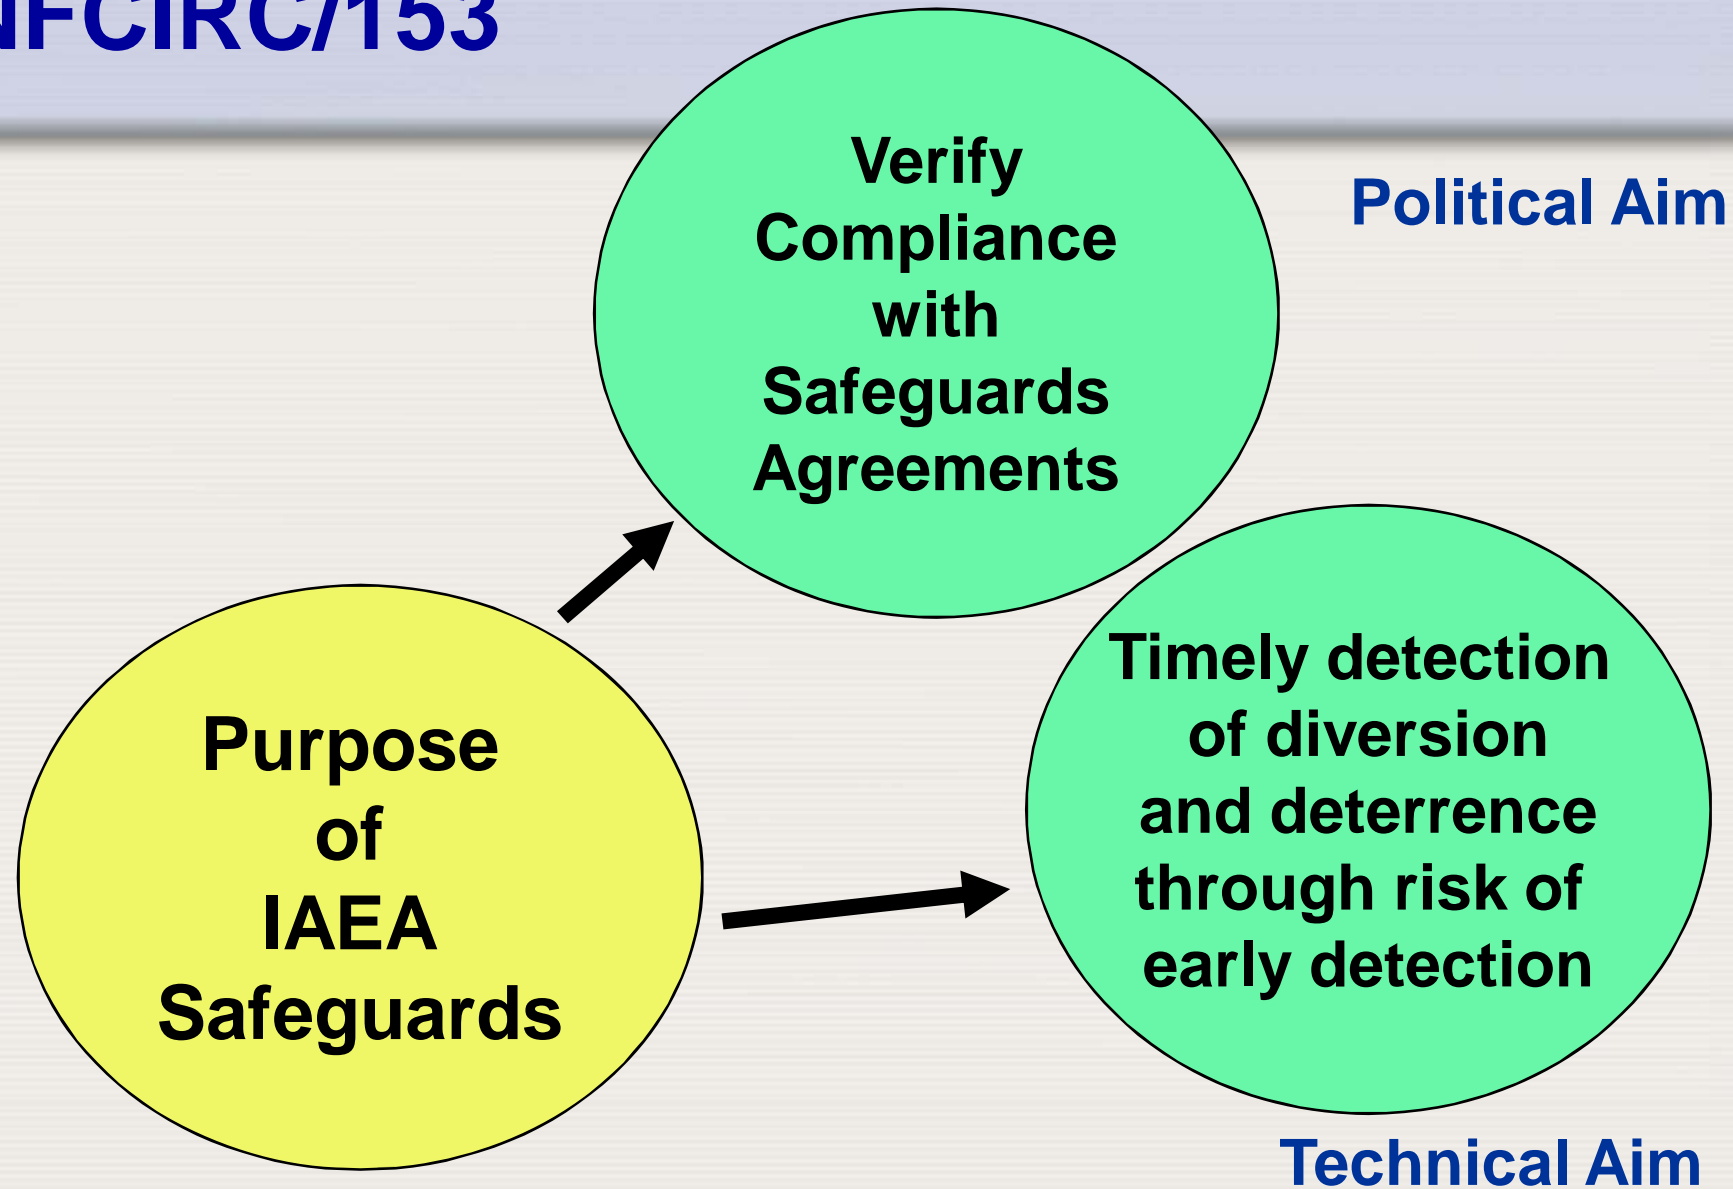 NFCIRC/153
Verify
Compliance
with
Safeguards
Agreements
Political Aim
Purpose
of
IAEA
Safeguards
Timely detection
of diversion
and deterrence
through risk of
early detection
Technical Aim